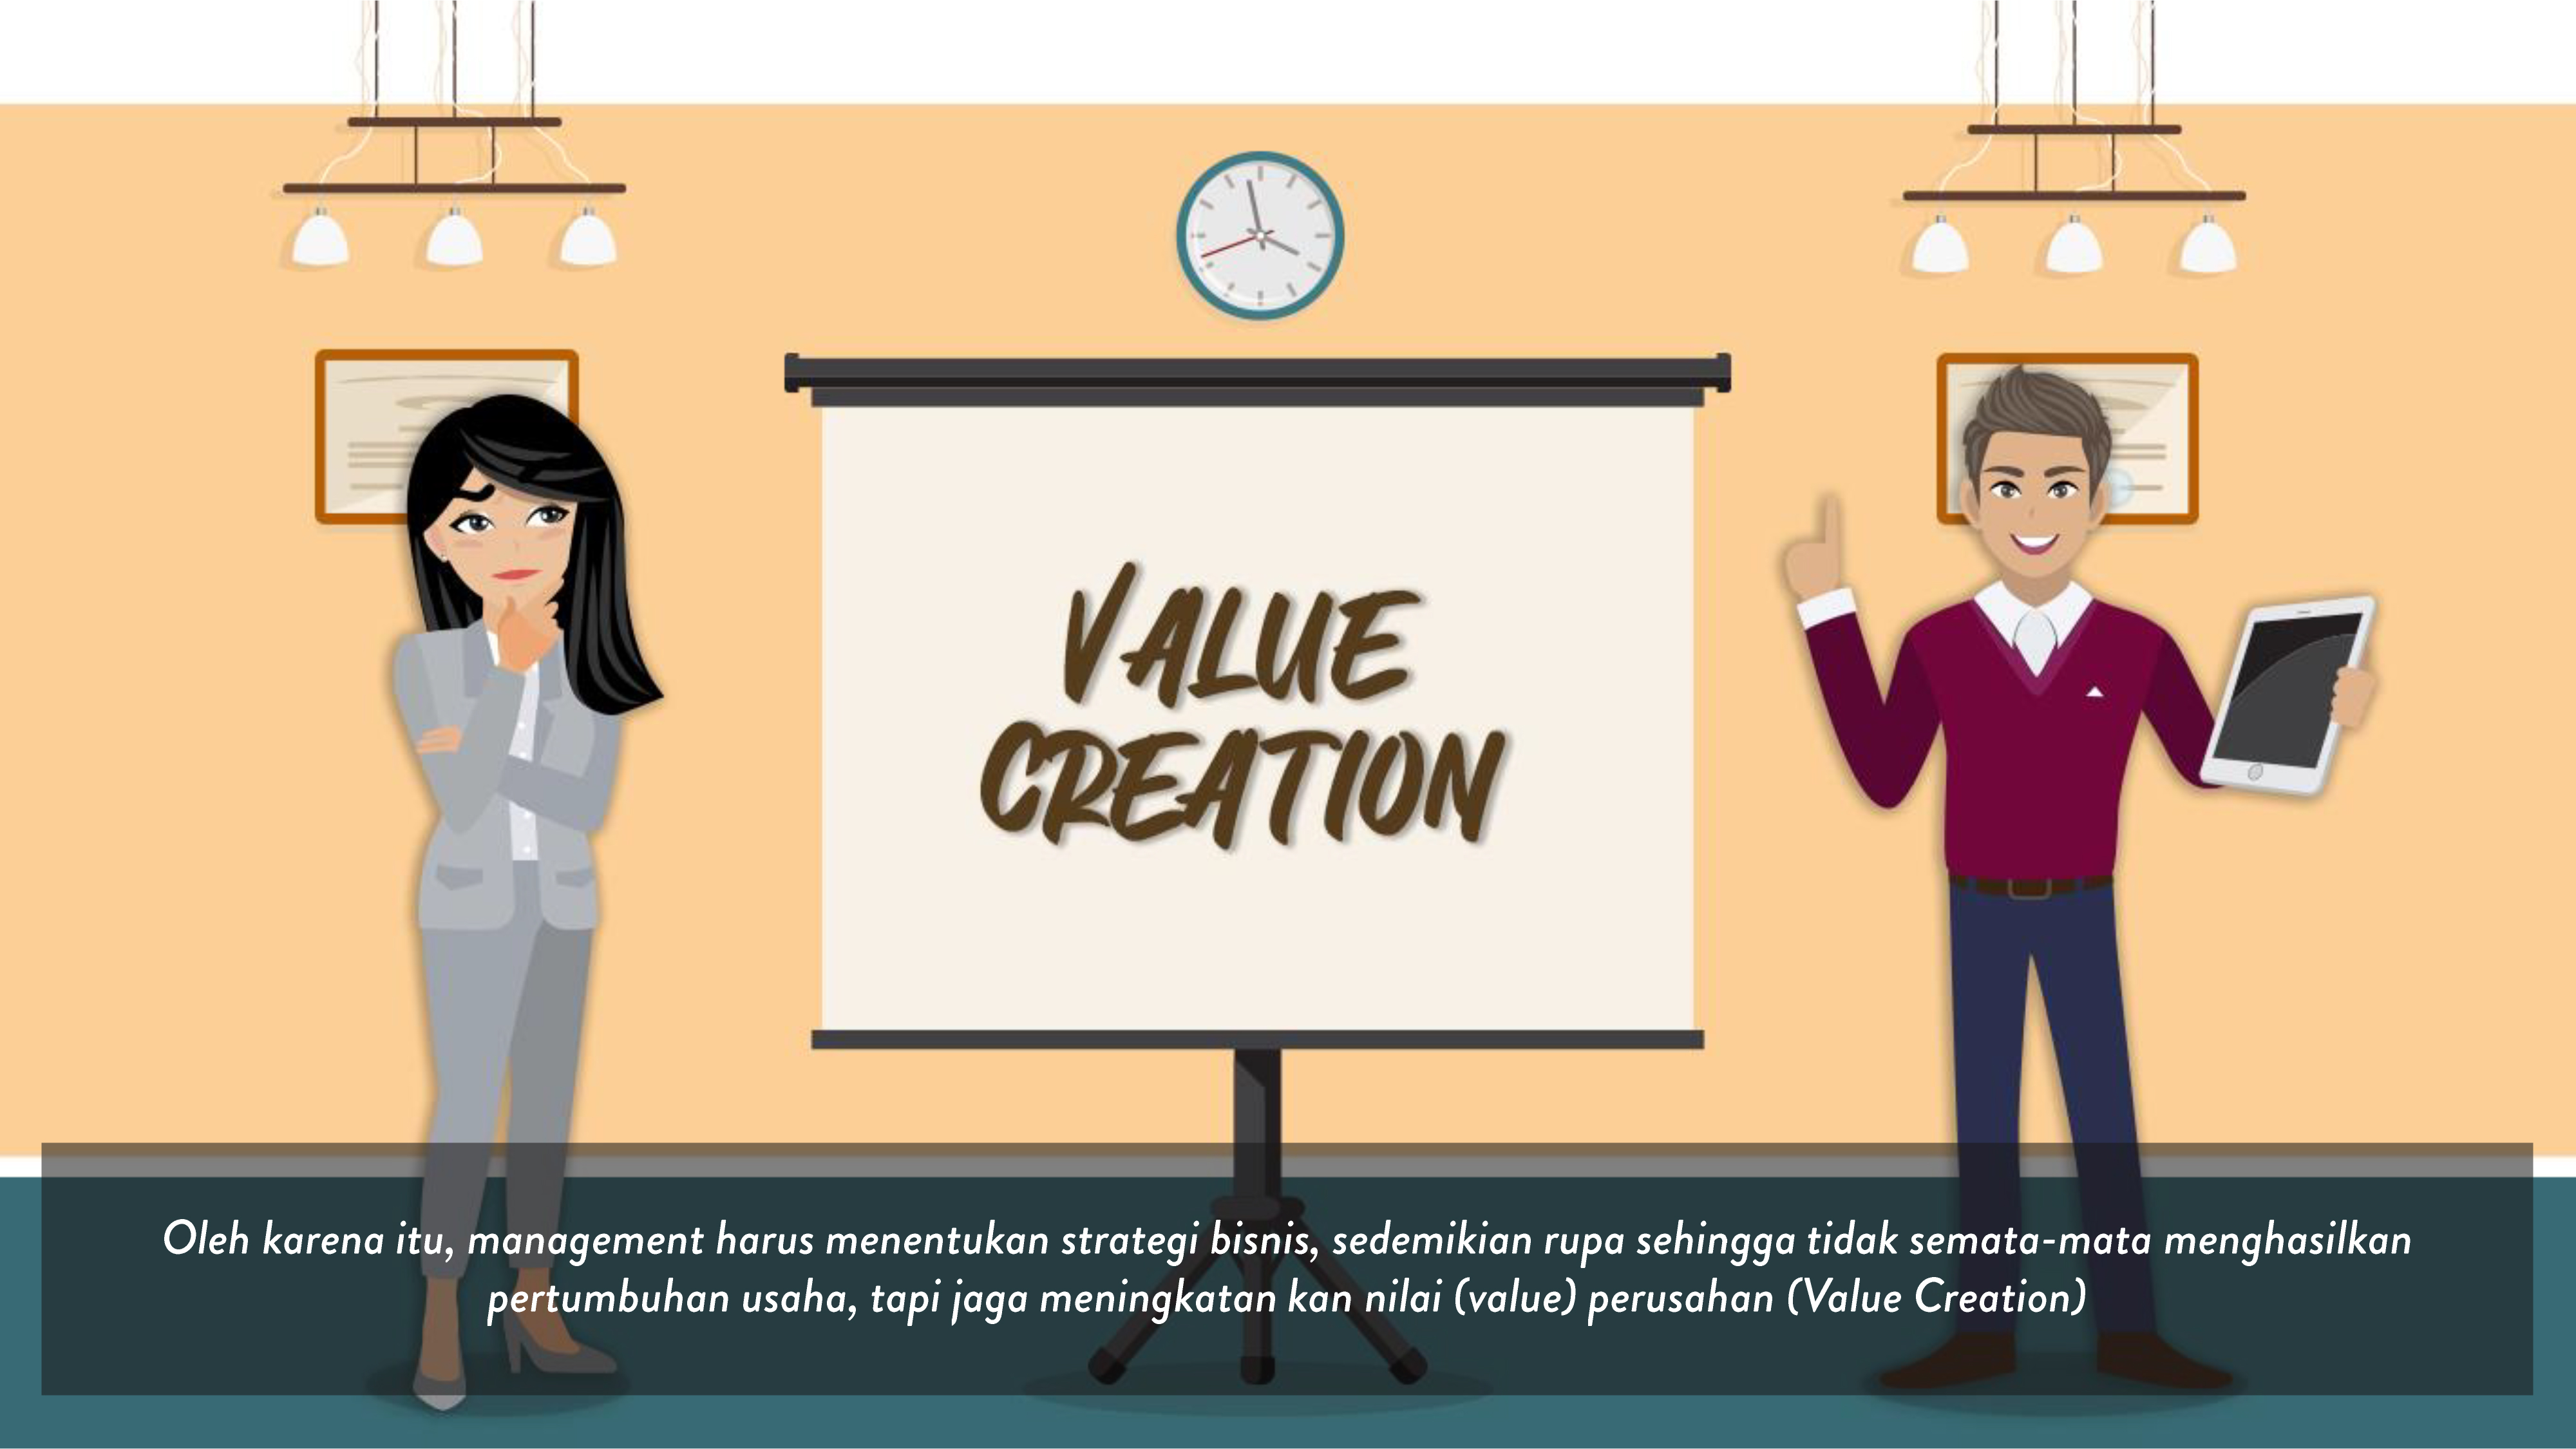 VALUE
CREATION
Oleh karena itu, management harus menentukan strategi bisnis, sedemikian rupa sehingga tidak semata-mata menghasilkan
pertumbuhan usaha, tapi jaga meningkatan kan nilai (value) perusahan (Value Creation)